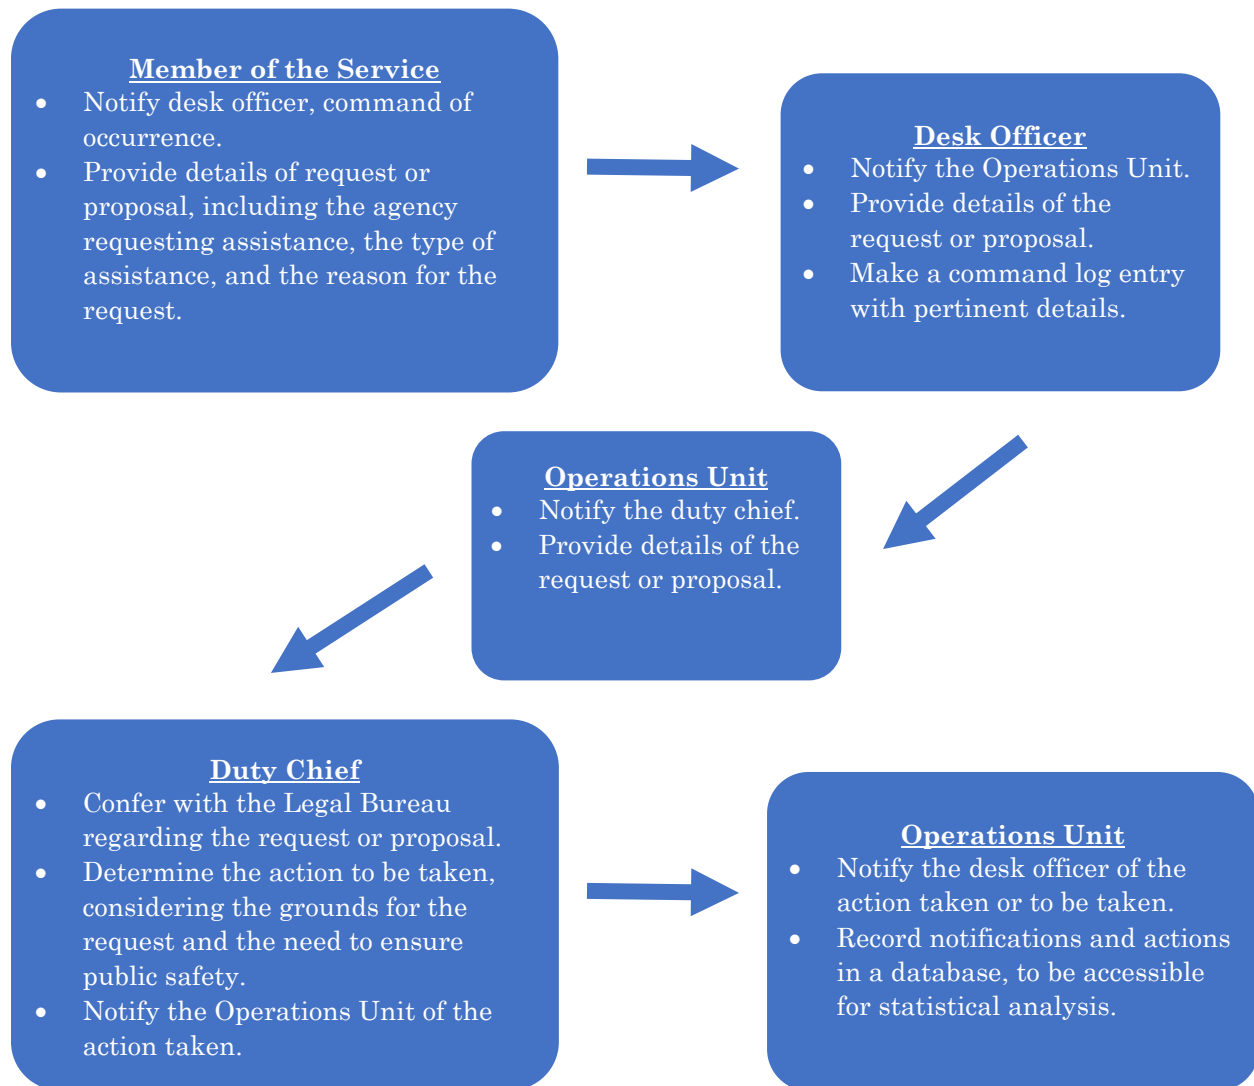 Member of the Service
• Notify desk officer, command of
occurrence.
• Provide details of request or
proposal, including the agency
requesting assistance, the type of
assistance, and the reason for the
request.
Desk Officer
• Notify the Operations Unit.
• Provide details of the
request or proposal.
• Make a command log entry
with pertinent details.
Operations Unit
• Notify the duty chief.
• Provide details of the
request or proposal.
Duty Chief
• Confer with the Legal Bureau
regarding the request or proposal.
• Determine the action to be taken,
considering the grounds for the
request and the need to ensure
public safety.
• Notify the Operations Unit of the
action taken.
Operations Unit
• Notify the desk officer of the
action taken or to be taken.
• Record notifications and actions
in a database, to be accessible
for statistical analysis.